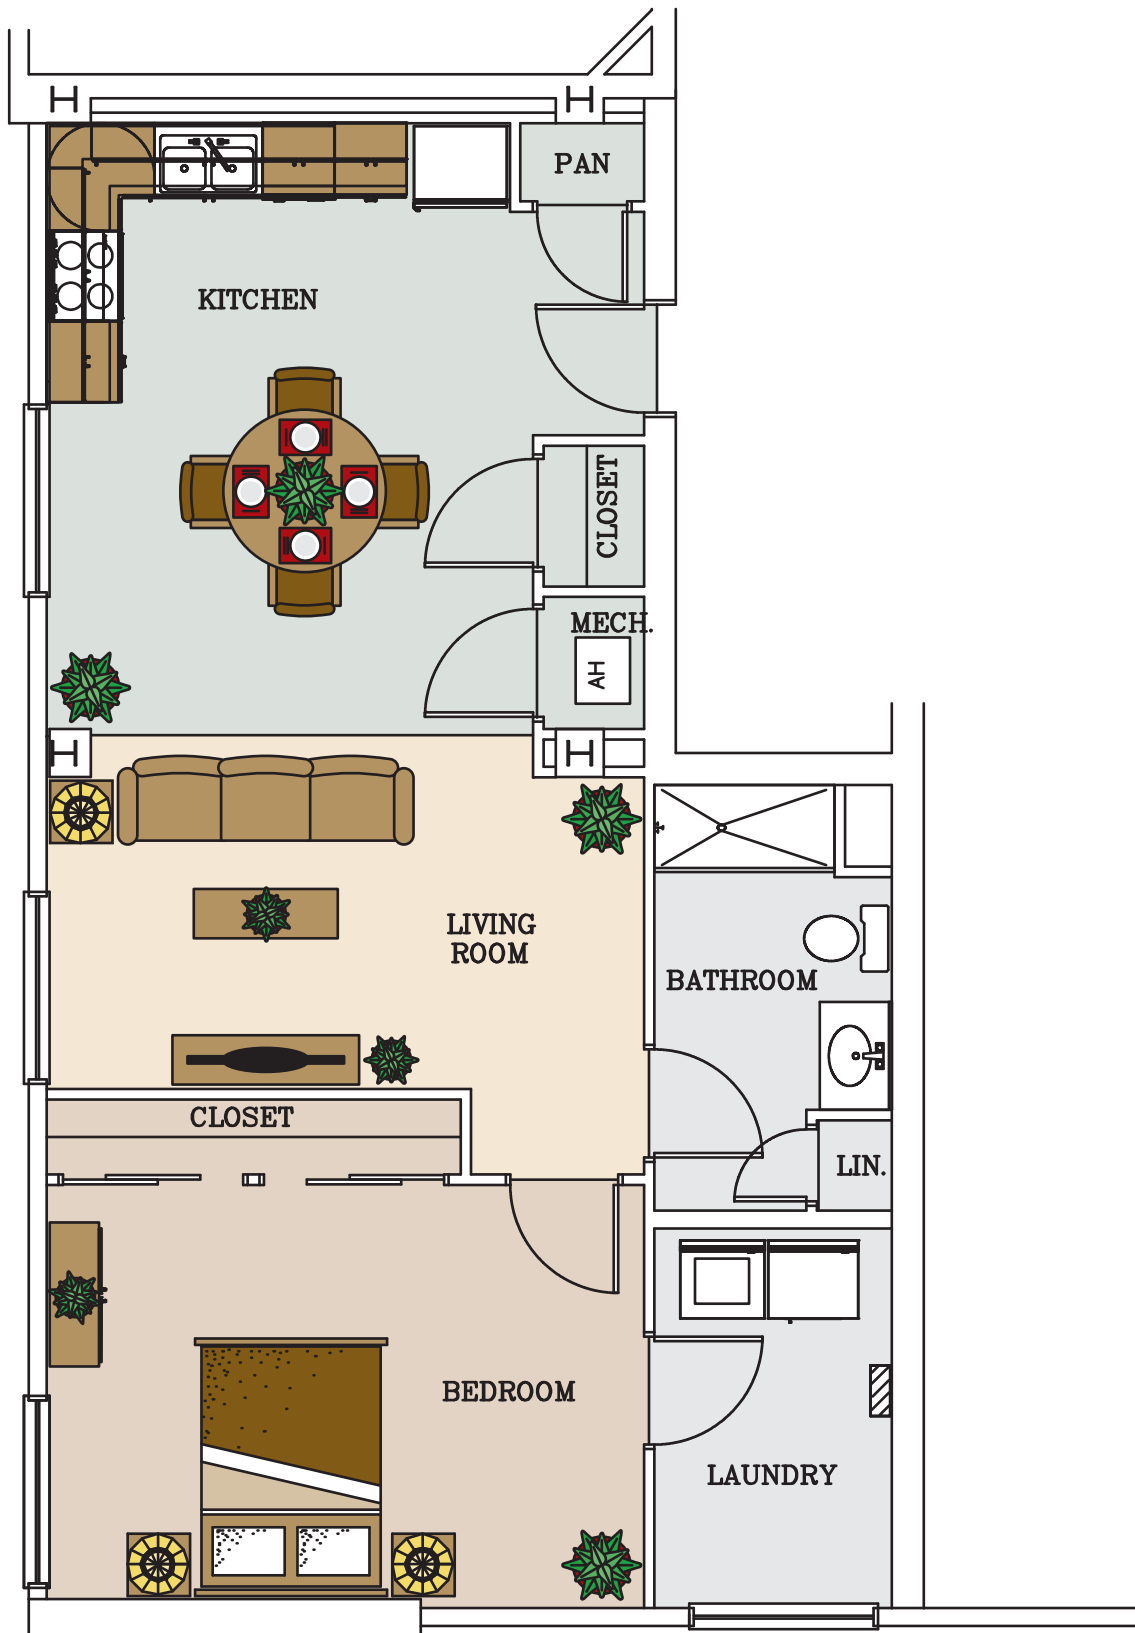 PAN
KITCHEN
CLOSET
MECH.
AH
LIVING
ROOM
BATHROOM
CLOSET
LIN.
BEDROOM
LAUNDRY